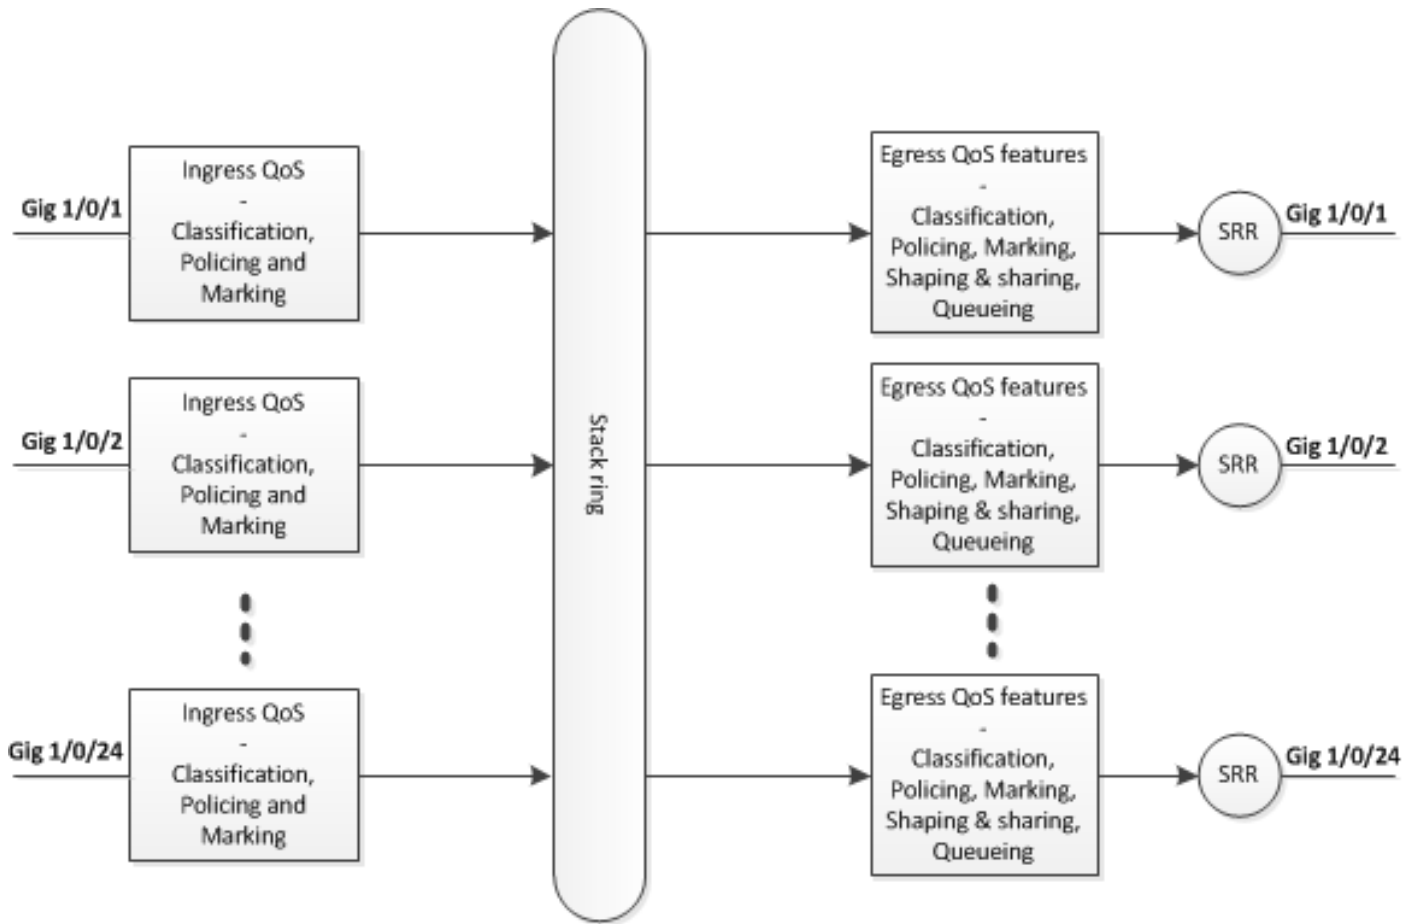 Gig 1/0/1
Ingress QoS
-
Classification,
Policing and
Marking
Egress QoS features
-
Classification,
Policing, Marking,
Shaping & sharing,
Queueing
SRR
Gig 1/0/1
Gig 1/0/2
Ingress QoS
-
Classification,
Policing and
Marking
Stack ring
Egress QoS features
-
Classification,
Policing, Marking,
Shaping & sharing,
Queueing
SRR
Gig 1/0/2
Gig 1/0/24
Ingress QoS
-
Classification,
Policing and
Marking
Egress QoS features
-
Classification,
Policing, Marking,
Shaping & sharing,
Queueing
SRR
Gig 1/0/24